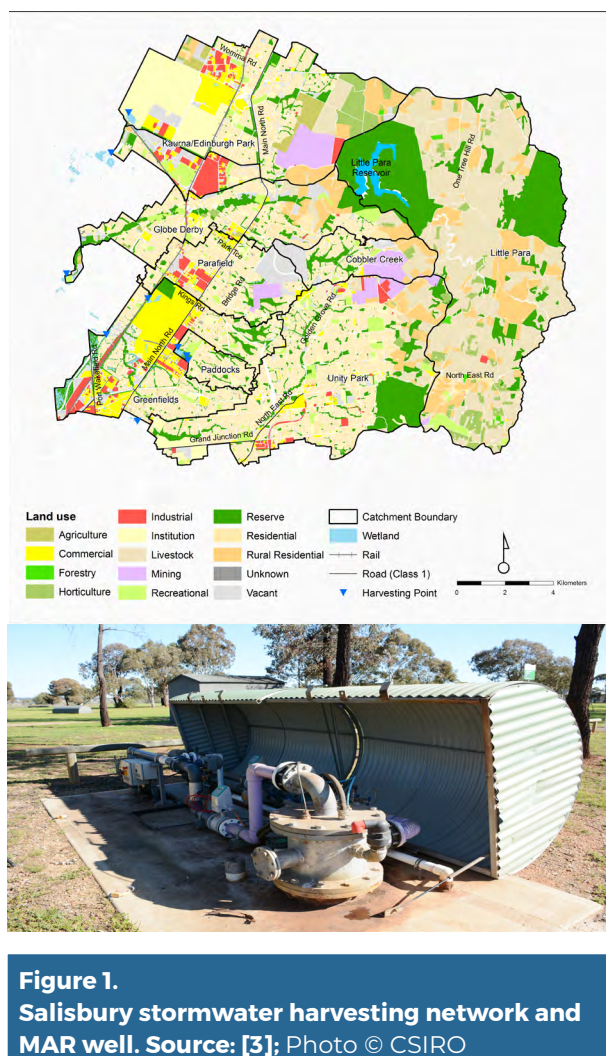 Womma Rd
Main North Rd
Kaurna/Edinburgh Park
Little Para
Reservoir
One Tree Hill Rd
Globe Derby
Little Para
Park Tce
Parafield
Cobbler Creek
Bridge Rd
Kings Rd
Golden Grove Rd
Main North Rd
Port Wakefield Rd
Paddocks
Unity Park
North East Rd
Greenfields
North East Rd
Grand Junction Rd
Land use
Agriculture
Commercial
Forestry
Horticulture
Industrial
Institution
Livestock
Mining
Recreational
Reserve
Residential
Rural Residential
Unknown
Vacant
Catchment Boundary
Wetland
Rail
Road (Class 1)
Harvesting Point
Kilometers
0 2 4
Figure 1.
Salisbury stormwater harvesting network and
MAR well. Source: [3]; Photo © CSIRO